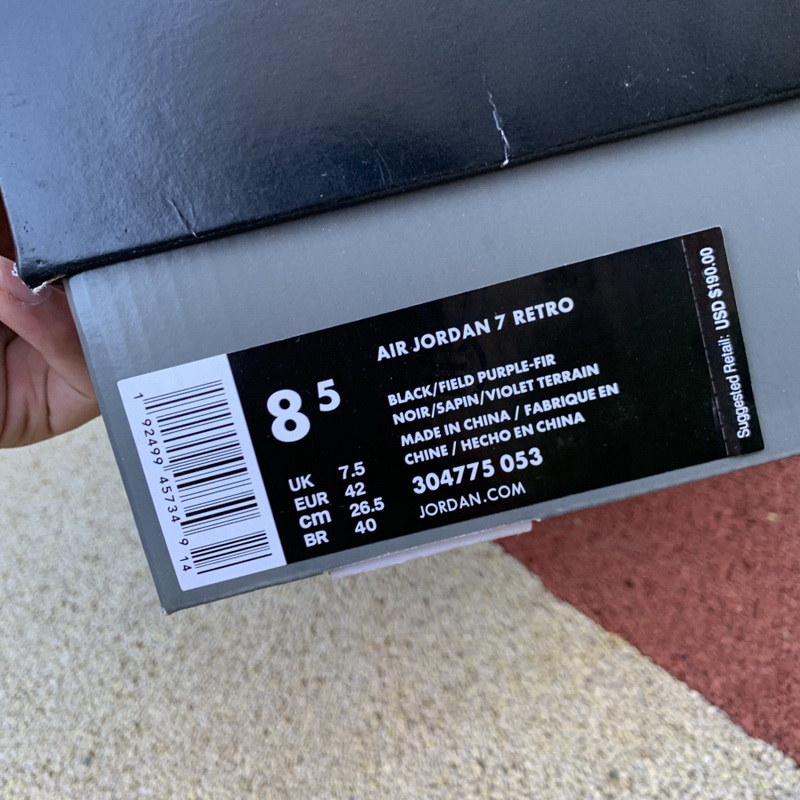 AIR JORDAN 7 RETRO
8 5
BLACK/FIELD PURPLE-FIR
NOIR/SAPIN/VIOLET TERRAIN
MADE IN CHINA / FABRIQUE EN
CHINE / HECHO EN CHINA
304775 053
JORDAN.COM
UK 7.5
EUR 42
cm 26.5
BR 40
1 92499 45734 9 14
Suggested Retail: USD $190.00